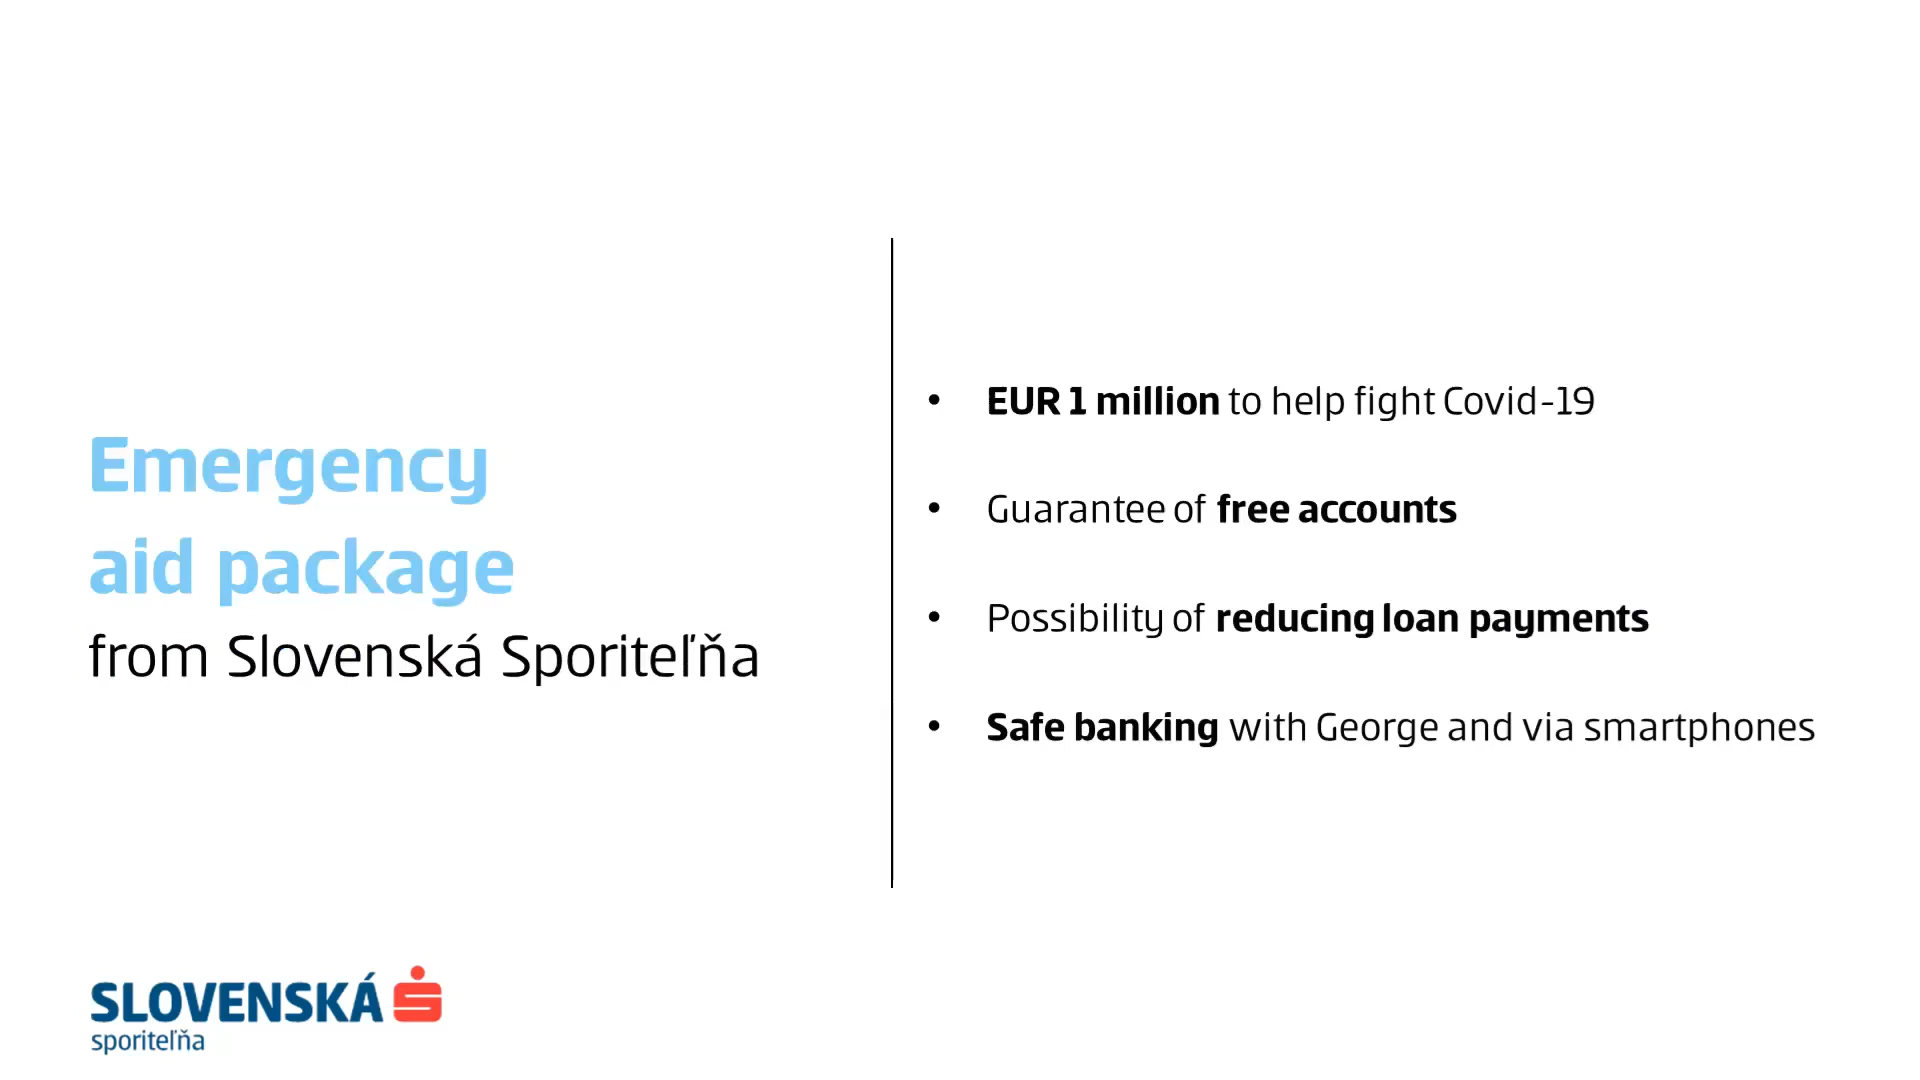 Emergency
aid package
from Slovenská Sporiteľňa
• EUR 1 million to help fight Covid-19
• Guarantee of free accounts
• Possibility of reducing loan payments
• Safe banking with George and via smartphones
SLOVENSKÁ
sporiteľňa